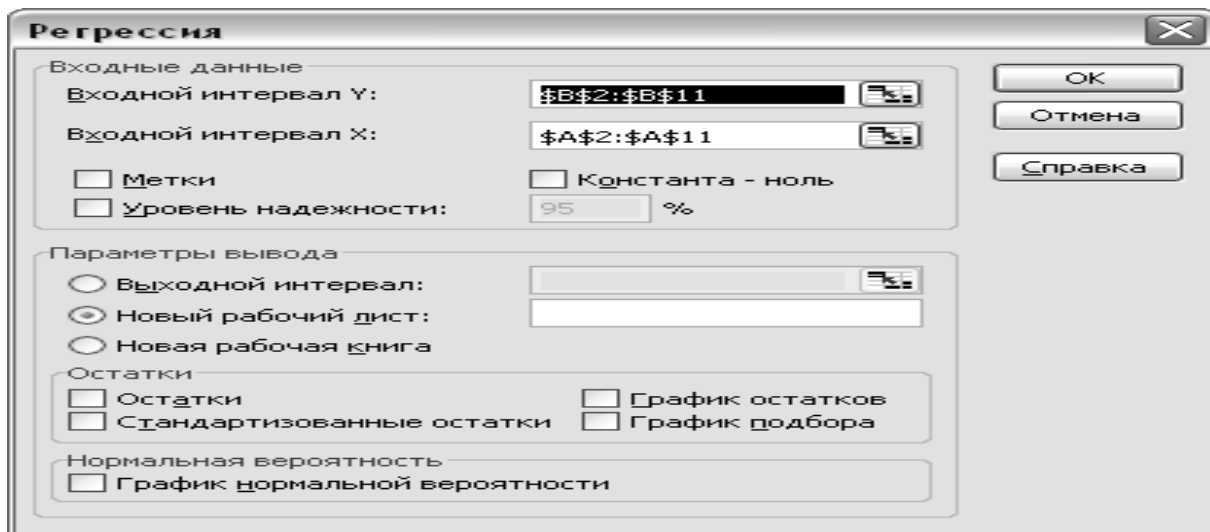 Регрессия
Входные данные
Входной интервал Y: $B$2:$B$11
Входной интервал X: $A$2:$A$11
Метки Константа - ноль
Уровень надежности: 95 %
Параметры вывода
Выходной интервал:
Новый рабочий лист:
Новая рабочая книга
Остатки
Остатки График остатков
Стандартизованные остатки График подбора
Нормальная вероятность
График нормальной вероятности
ОК
Отмена
Справка